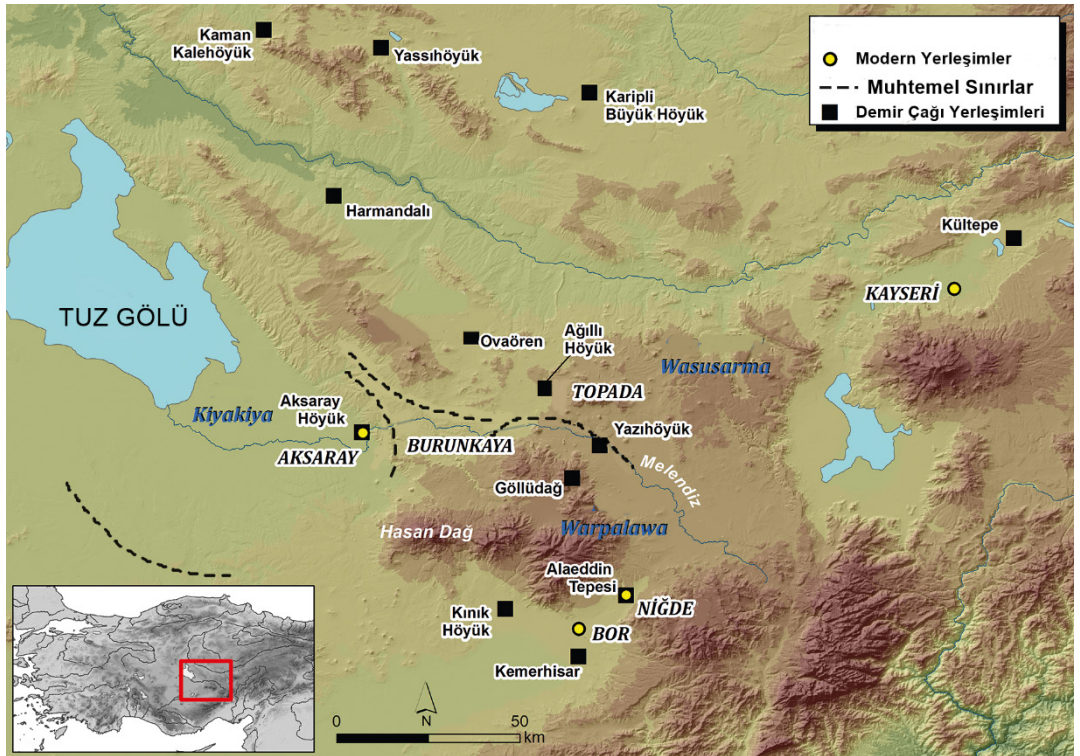 Kaman
Kalehöyük
Yassıhöyük
Karipli
Büyük Höyük
Modern Yerleşimler
Muhtemel Sınırlar
Demir Çağı Yerleşimleri
Harmandalı
Kültepe
KAYSERİ
TUZ GÖLÜ
Ovaören
Ağıllı
Höyük
Wasusarma
TOPADA
Kiyakiya
Aksaray
Höyük
AKSARAY
BURUNKAYA
Yazıhöyük
Melendiz
Göllüdağ
Hasan Dağ
Warpalawa
Alaeddin
Tepesi
NİĞDE
Kınık
Höyük
BOR
Kemerhisar
0
N
50
km